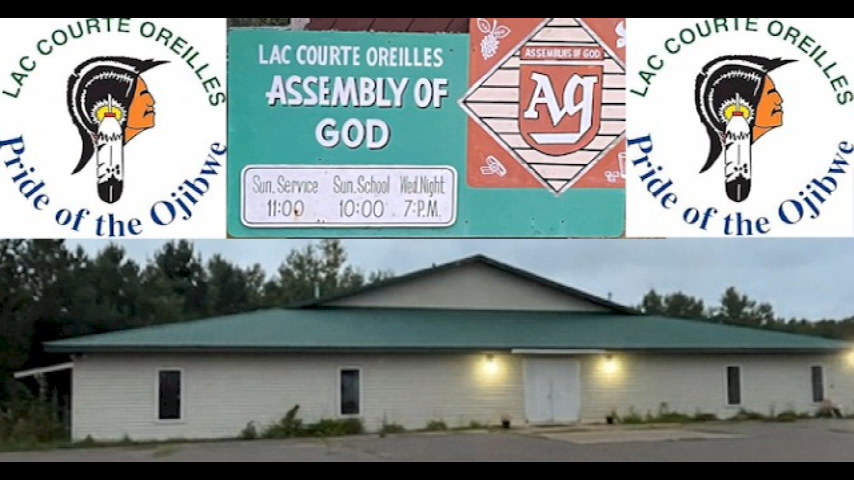 LAC COURTE OREILLES
Pride of the Ojibwe
LAC COURTE OREILLES
ASSEMBLY OF
GOD
Sun. Service Sun. School Wed. Night
11:00 10:00 7:P.M.
ASSEMBLIES OF GOD
AG
LAC COURTE OREILLES
Pride of the Ojibwe